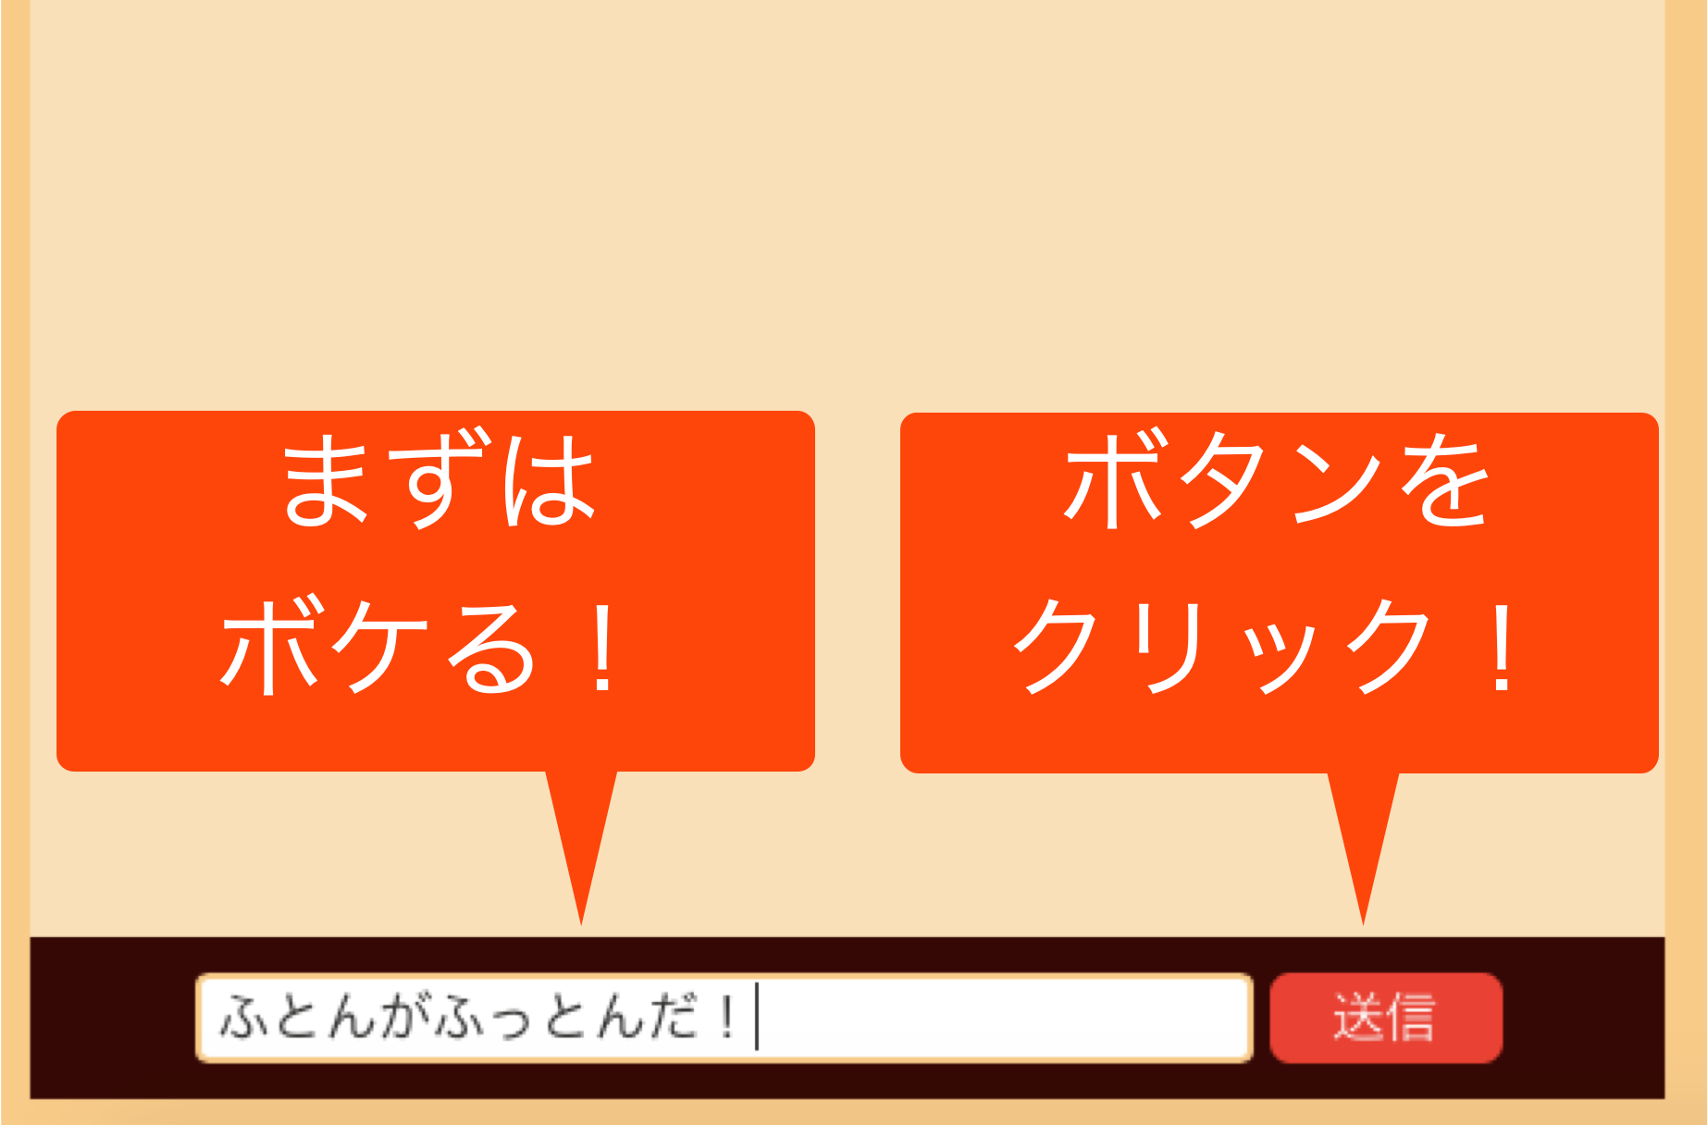 まずは
ボケる！
ボタンを
クリック！
ふとんがふっとんだ！
送信